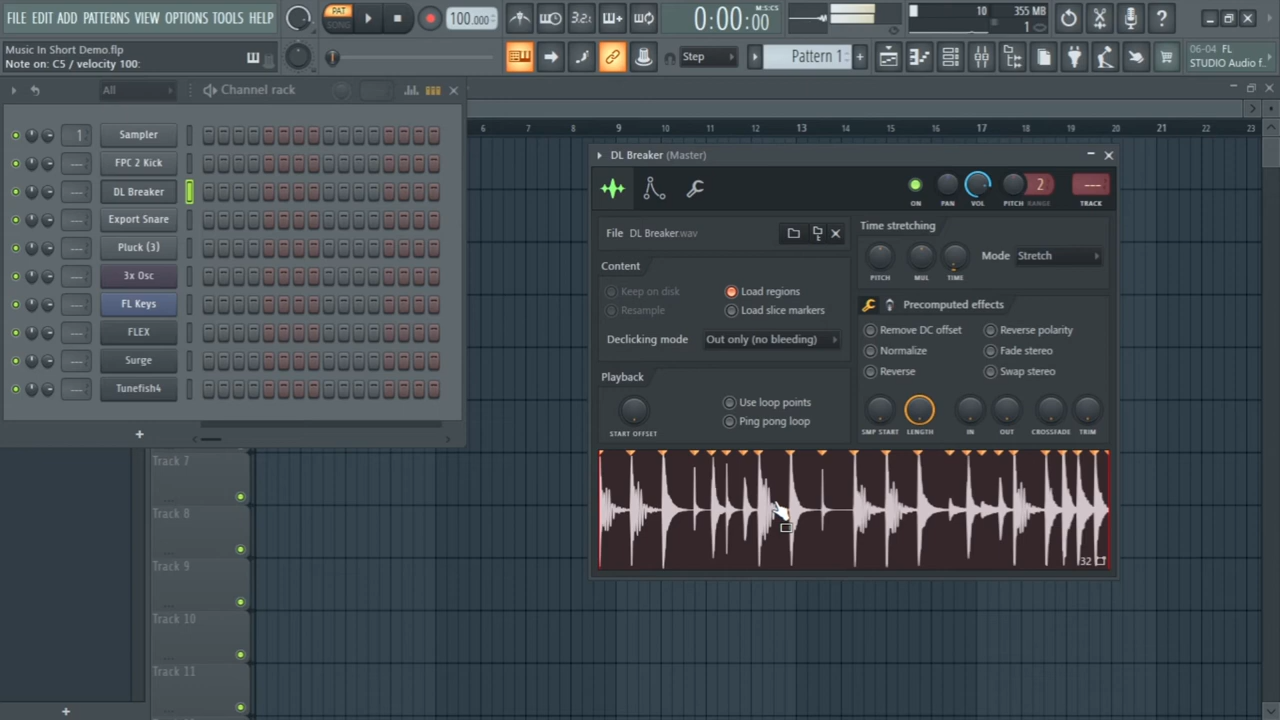 FILE EDIT ADD PATTERNS VIEW OPTIONS TOOLS HELP
PAT
SONG
100.000
3.2.
0:00:00
M:S:CS
10
355 MB
1
Music In Short Demo.flp
Note on: C5 / velocity 100:
Step
Pattern 1
06-04 FL
STUDIO Audio f..
All
Channel rack
1 Sampler
--- FPC 2 Kick
--- DL Breaker
--- Export Snare
--- Pluck (3)
--- 3x Osc
--- FL Keys
--- FLEX
--- Surge
--- Tunefish4
6 7 8 9 10 11 12 13 14 15 16 17 18 19 20 21 22 23
Track 7
Track 8
Track 9
Track 10
Track 11
DL Breaker (Master)
2
---
ON PAN VOL PITCH RANGE TRACK
File DL Breaker.wav
Content
Keep on disk
Resample
Load regions
Load slice markers
Declicking mode Out only (no bleeding)
Playback
START OFFSET
Use loop points
Ping pong loop
Time stretching
PITCH MUL TIME
Mode Stretch
Precomputed effects
Remove DC offset
Normalize
Reverse
Reverse polarity
Fade stereo
Swap stereo
SMP START LENGTH IN OUT CROSSFADE TRIM
32